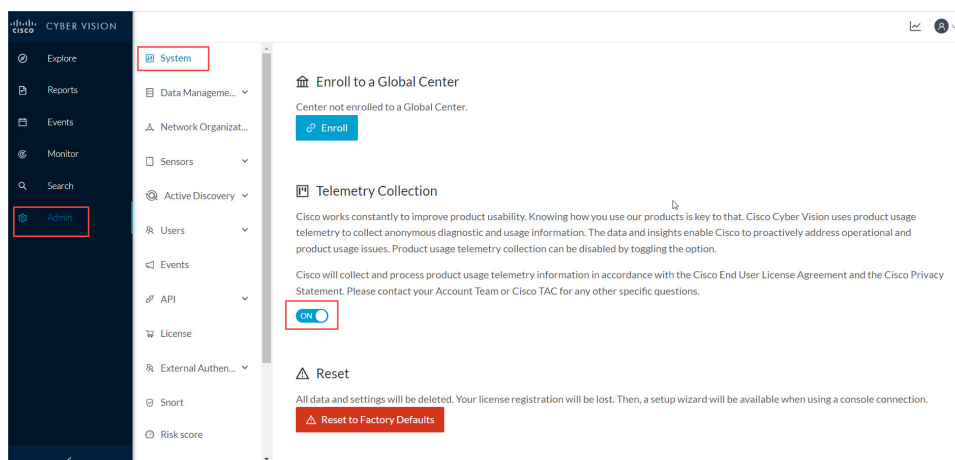 CISCO CYBER VISION
Explore
Reports
Events
Monitor
Search
Admin
System
Data Manageme...
Network Organizat...
Sensors
Active Discovery
Users
Events
API
License
External Authen...
Snort
Risk score
Enroll to a Global Center
Center not enrolled to a Global Center.
Enroll
Telemetry Collection
Cisco works constantly to improve product usability. Knowing how you use our products is key to that. Cisco Cyber Vision uses product usage
telemetry to collect anonymous diagnostic and usage information. The data and insights enable Cisco to proactively address operational and
product usage issues. Product usage telemetry collection can be disabled by toggling the option.
Cisco will collect and process product usage telemetry information in accordance with the Cisco End User License Agreement and the Cisco Privacy
Statement. Please contact your Account Team or Cisco TAC for any other specific questions.
ON
Reset
All data and settings will be deleted. Your license registration will be lost. Then, a setup wizard will be available when using a console connection.
Reset to Factory Defaults